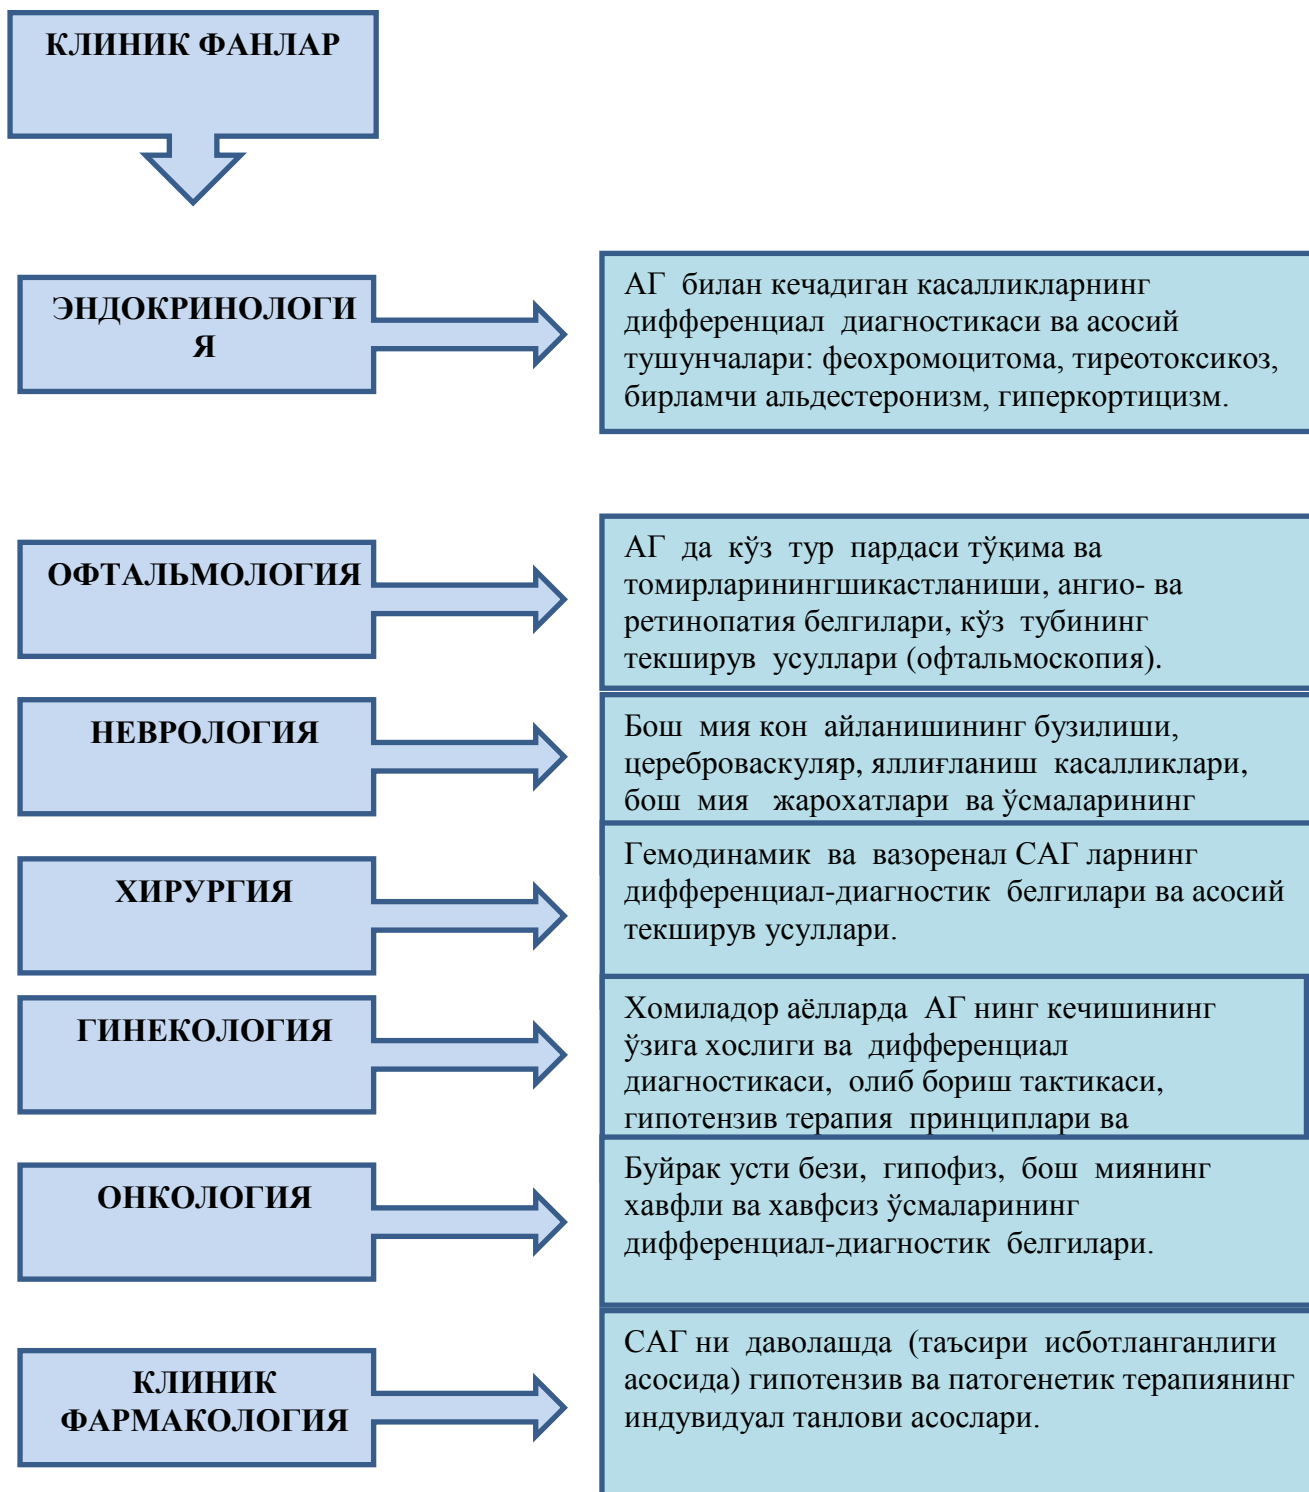 КЛИНИК ФАНЛАР
ЭНДОКРИНОЛОГИ
Я
АГ билан кечадиган касалликларнинг
дифференциал диагностикаси ва асосий
тушунчалари: феохромоцитома, тиреотоксикоз,
бирламчи альдестеронизм, гиперкортицизм.
ОФТАЛЬМОЛОГИЯ
АГ да кўз тур пардаси тўқима ва
томирларинингшикастланиши, ангио- ва
ретинопатия белгилари, кўз тубининг
текширув усуллари (офтальмоскопия).
НЕВРОЛОГИЯ
Бош мия кон айланишининг бузилиши,
цереброваскуляр, яллиғланиш касалликлари,
бош мия жарохатлари ва ўсмаларининг
ХИРУРГИЯ
Гемодинамик ва вазоренал САГ ларнинг
дифференциал-диагностик белгилари ва асосий
текширув усуллари.
ГИНЕКОЛОГИЯ
Хомиладор аёлларда АГ нинг кечишининг
ўзига хослиги ва дифференциал
диагностикаси, олиб бориш тактикаси,
гипотензив терапия принциплари ва
ОНКОЛОГИЯ
Буйрак усти бези, гипофиз, бош миянинг
хавфли ва хавфсиз ўсмаларининг
дифференциал-диагностик белгилари.
КЛИНИК
ФАРМАКОЛОГИЯ
САГ ни даволашда (таъсири исботланганлиги
асосида) гипотензив ва патогенетик терапиянинг
индувидуал танлови асослари.